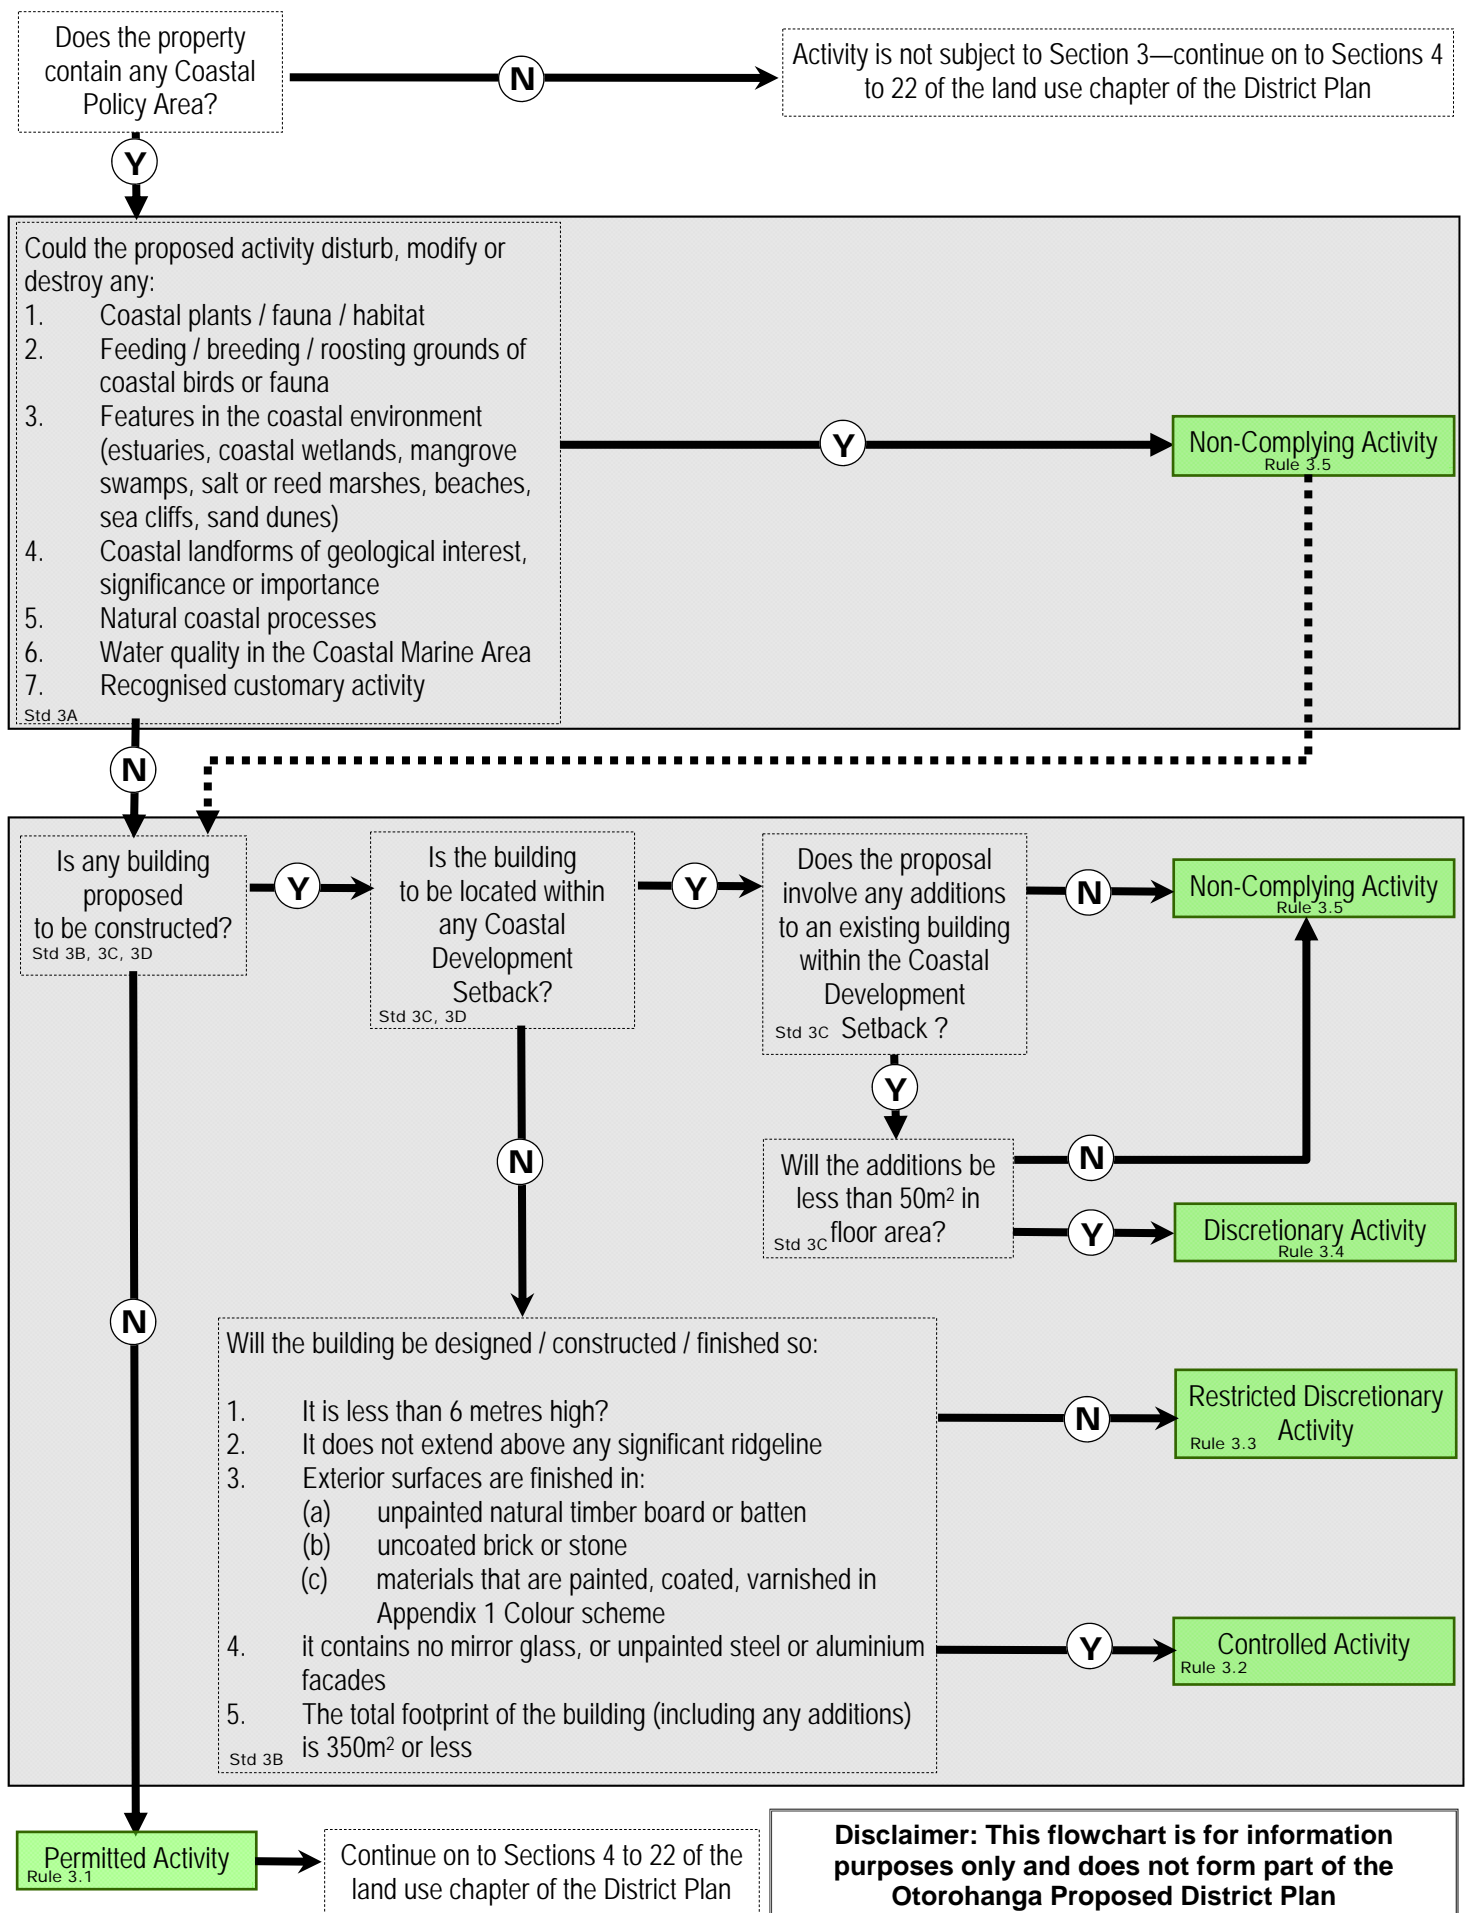 Does the property
contain any Coastal
Policy Area?
N
Activity is not subject to Section 3—continue on to Sections 4
to 22 of the land use chapter of the District Plan
Y
Could the proposed activity disturb, modify or
destroy any:
1. Coastal plants / fauna / habitat
2. Feeding / breeding / roosting grounds of
coastal birds or fauna
3. Features in the coastal environment
(estuaries, coastal wetlands, mangrove
swamps, salt or reed marshes, beaches,
sea cliffs, sand dunes)
4. Coastal landforms of geological interest,
significance or importance
5. Natural coastal processes
6. Water quality in the Coastal Marine Area
7. Recognised customary activity
Std 3A
Y
Non-Complying Activity
Rule 3.5
N
Is any building
proposed
to be constructed?
Std 3B, 3C, 3D
Y
Is the building
to be located within
any Coastal
Development
Setback?
Std 3C, 3D
Y
Does the proposal
involve any additions
to an existing building
within the Coastal
Development
Std 3C Setback ?
N
Non-Complying Activity
Rule 3.5
Y
N
Will the additions be
less than 50m² in
Std 3C floor area?
N
Y
Discretionary Activity
Rule 3.4
N
Will the building be designed / constructed / finished so:
1. It is less than 6 metres high?
2. It does not extend above any significant ridgeline
3. Exterior surfaces are finished in:
(a) unpainted natural timber board or batten
(b) uncoated brick or stone
(c) materials that are painted, coated, varnished in
Appendix 1 Colour scheme
4. it contains no mirror glass, or unpainted steel or aluminium
facades
5. The total footprint of the building (including any additions)
is 350m² or less
Std 3B
N
Restricted Discretionary
Activity
Rule 3.3
Y
Controlled Activity
Rule 3.2
Permitted Activity
Rule 3.1
Continue on to Sections 4 to 22 of the
land use chapter of the District Plan
Disclaimer: This flowchart is for information
purposes only and does not form part of the
Otorohanga Proposed District Plan